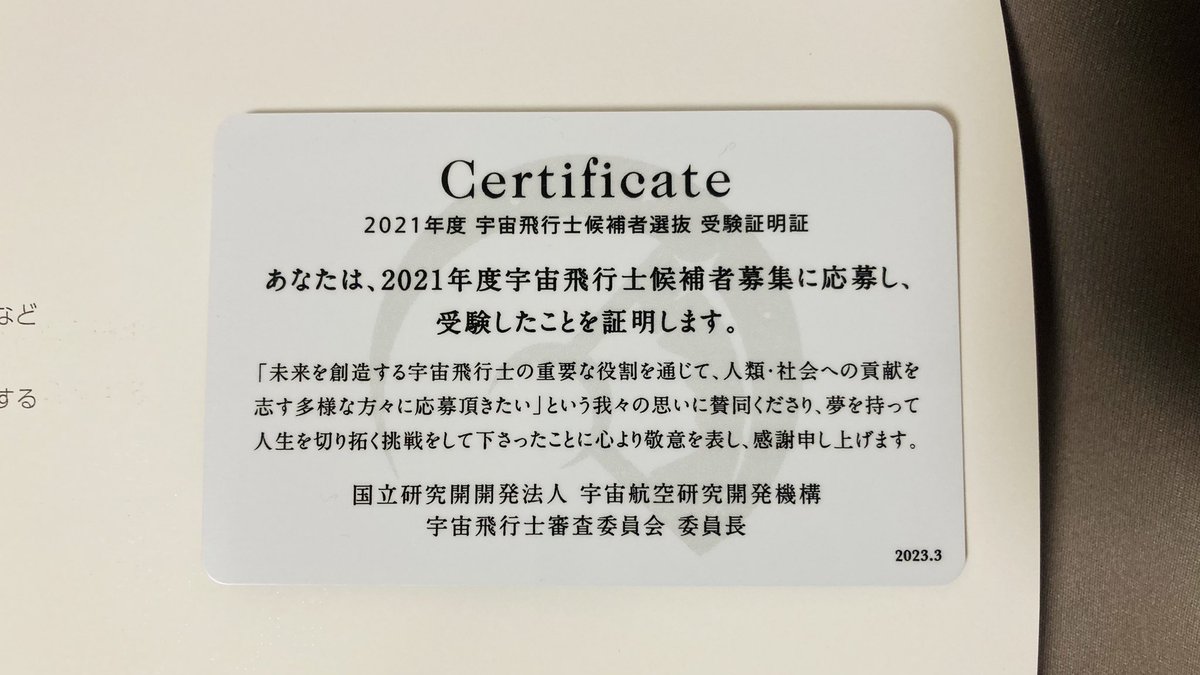 Certificate
2021年度 宇宙飛行士候補者選抜 受験証明証
あなたは、2021年度宇宙飛行士候補者募集に応募し、
受験したことを証明します。
「未来を創造する宇宙飛行士の重要な役割を通じて、人類・社会への貢献を
志す多様な方々に応募頂きたい」という我々の思いに賛同くださり、夢を持って
人生を切り拓く挑戦をして下さったことに心より敬意を表し、感謝申し上げます。
国立研究開発法人 宇宙航空研究開発機構
宇宙飛行士審査委員会 委員長
2023.3
など
する